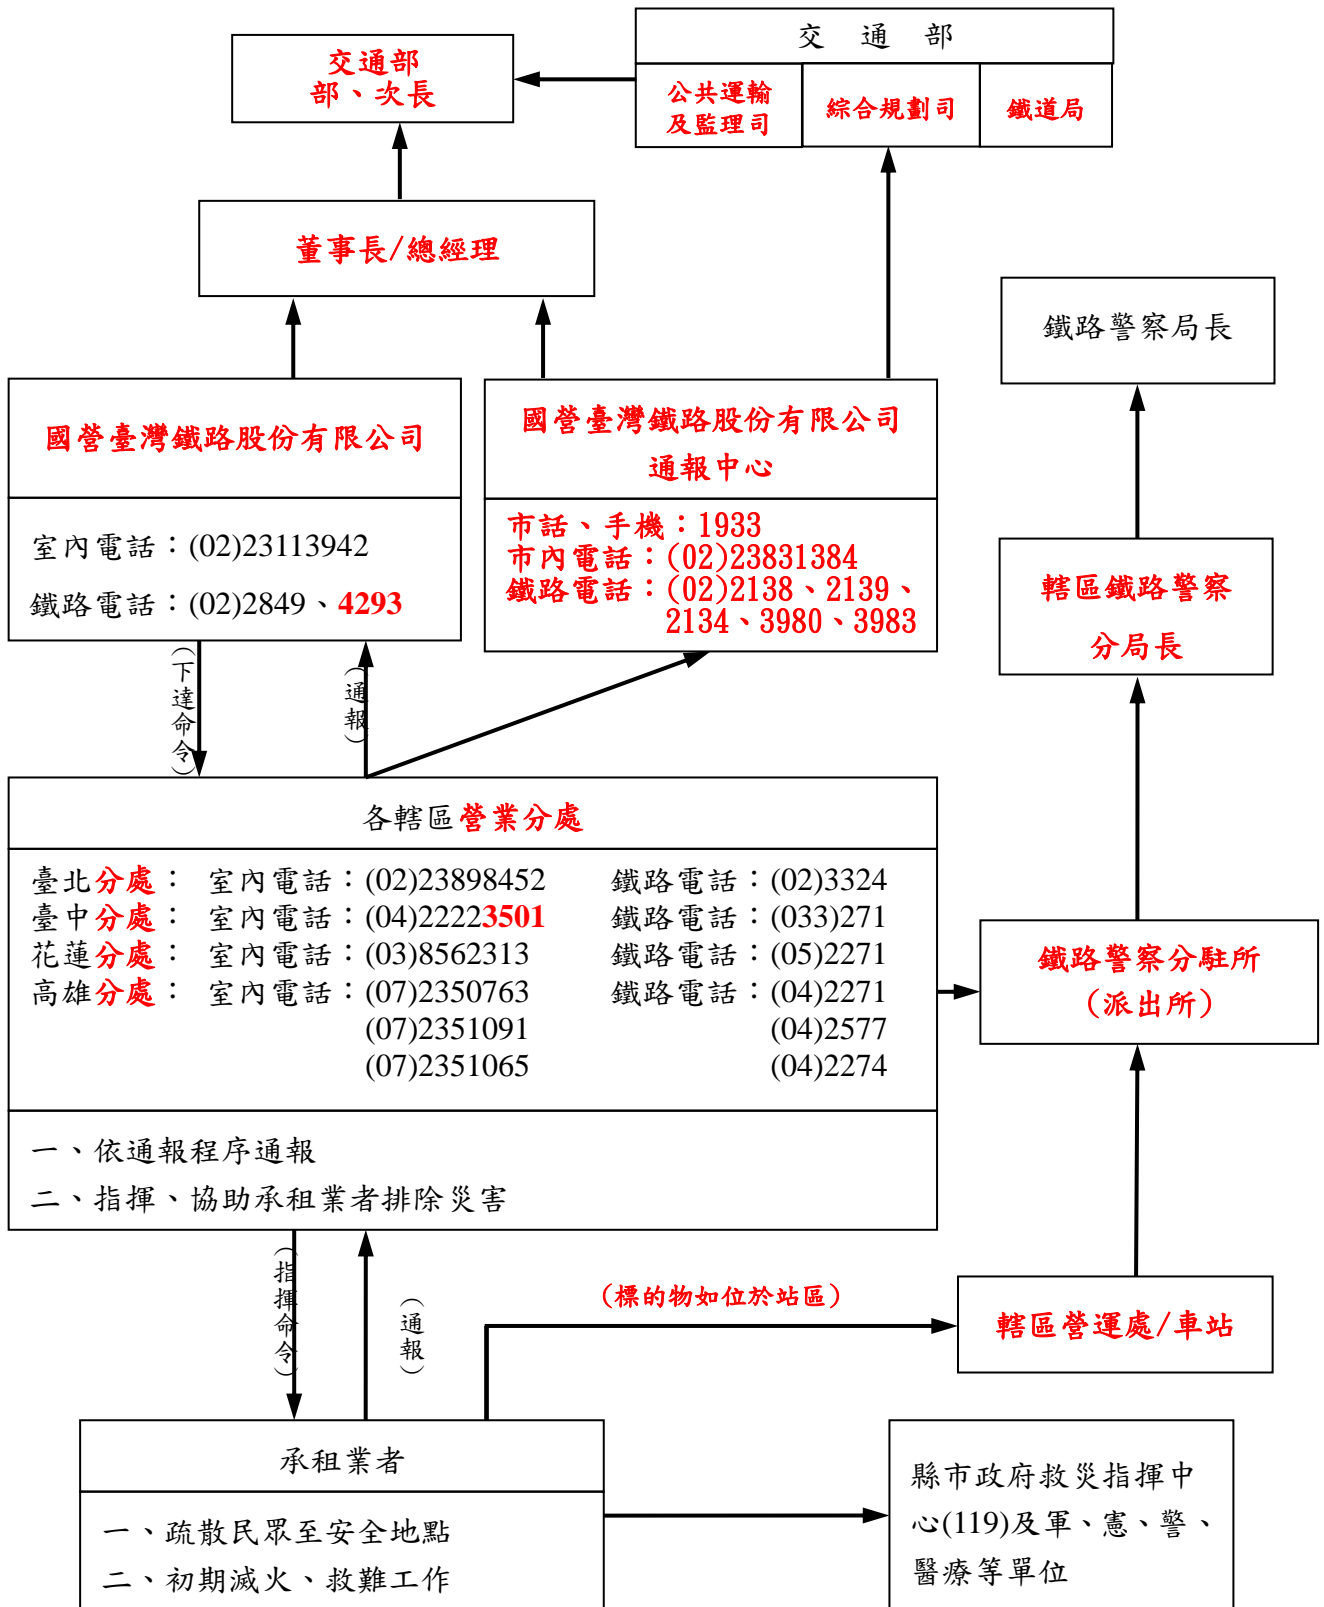 交通部
交通部
部、次長
公共運輸
及監理司
綜合規劃司
鐵道局
董事長/總經理
鐵路警察局長
國營臺灣鐵路股份有限公司
室內電話：(02)23113942
鐵路電話：(02)2849、4293
國營臺灣鐵路股份有限公司
通報中心
市話、手機：1933
市內電話：(02)23831384
鐵路電話：(02)2138、2139、
2134、3980、3983
轄區鐵路警察
分局長
(下達命令)
(通報)
各轄區營業分處
臺北分處： 室內電話：(02)23898452 鐵路電話：(02)3324
臺中分處： 室內電話：(04)22223501 鐵路電話：(033)271
花蓮分處： 室內電話：(03)8562313 鐵路電話：(05)2271
高雄分處： 室內電話：(07)2350763 鐵路電話：(04)2271
(07)2351091 (04)2577
(07)2351065 (04)2274
一、依通報程序通報
二、指揮、協助承租業者排除災害
鐵路警察分駐所
(派出所)
(指揮命令)
(通報)
(標的物如位於站區)
轄區營運處/車站
承租業者
一、疏散民眾至安全地點
二、初期滅火、救難工作
縣市政府救災指揮中
心(119)及軍、憲、警、
醫療等單位